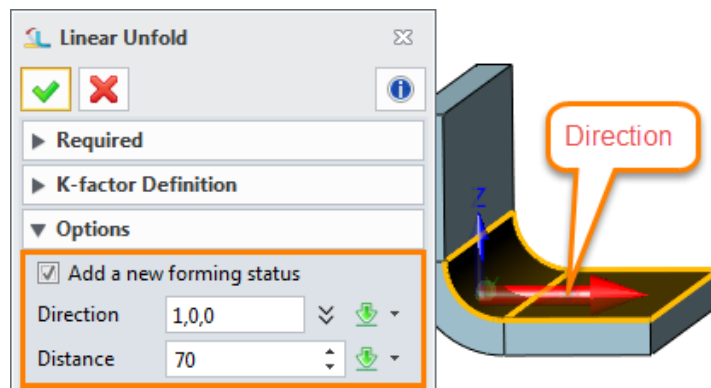 Linear Unfold
Required
K-factor Definition
Options
Add a new forming status
Direction 1,0,0
Distance 70
Direction
Z